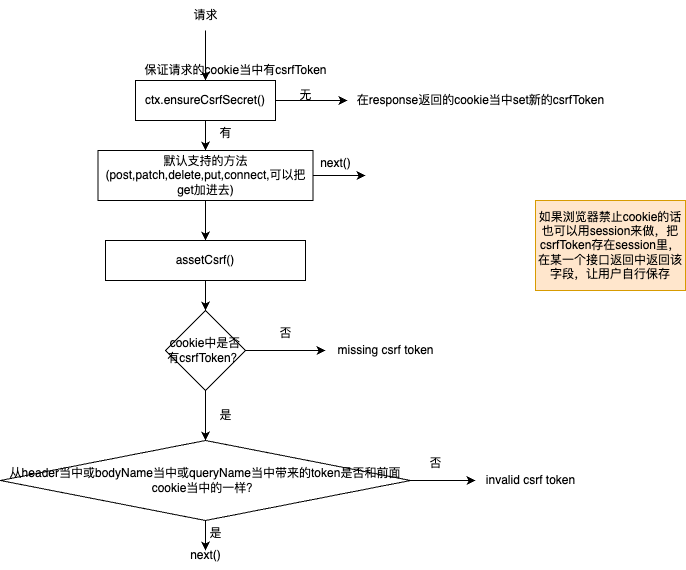 请求
保证请求的cookie当中有csrfToken
ctx.ensureCsrfSecret()
无
在response返回的cookie当中set新的csrfToken
有
默认支持的方法
(post,patch,delete,put,connect,可以把
get加进去)
next()
如果浏览器禁止cookie的话
也可以用session来做，把
csrfToken存在session里，
在某一个接口返回中返回该
字段，让用户自行保存
assetCsrf()
cookie中是否
有csrfToken?
否
missing csrf token
是
从header当中或bodyName当中或queryName当中带来的token是否和前面
cookie当中的一样?
否
invalid csrf token
是
next()